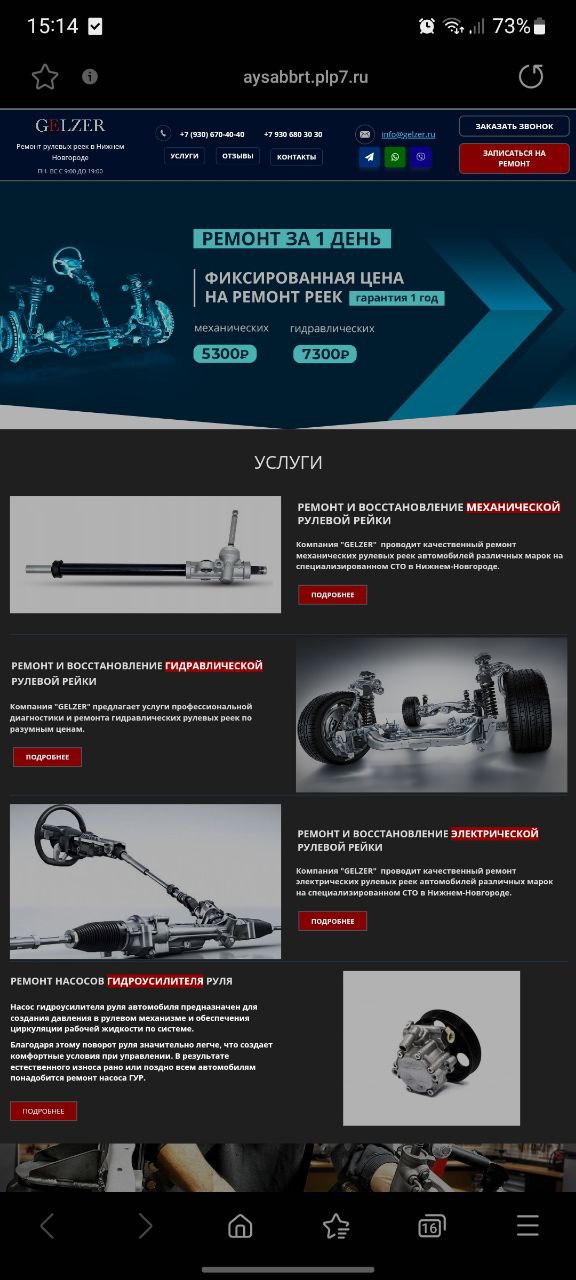 15:14
73%
aysabbrt.plp7.ru
GELZER
Ремонт рулевых реек в Нижнем
Новгороде
ПН-ВС С 9:00 ДО 19:00
+7 (930) 670-40-40
+7 930 680 30 30
info@gelzer.ru
УСЛУГИ
ОТЗЫВЫ
КОНТАКТЫ
ЗАКАЗАТЬ ЗВОНОК
ЗАПИСАТЬСЯ НА
РЕМОНТ
РЕМОНТ ЗА 1 ДЕНЬ
ФИКСИРОВАННАЯ ЦЕНА
НА РЕМОНТ РЕЕК гарантия 1 год
механических гидравлических
5300₽ 7300₽
УСЛУГИ
РЕМОНТ И ВОССТАНОВЛЕНИЕ МЕХАНИЧЕСКОЙ
РУЛЕВОЙ РЕЙКИ
Компания "GELZER" проводит качественный ремонт
механических рулевых реек автомобилей различных марок на
специализированном СТО в Нижнем-Новгороде.
ПОДРОБНЕЕ
РЕМОНТ И ВОССТАНОВЛЕНИЕ ГИДРАВЛИЧЕСКОЙ
РУЛЕВОЙ РЕЙКИ
Компания "GELZER" предлагает услуги профессиональной
диагностики и ремонта гидравлических рулевых реек по
разумным ценам.
ПОДРОБНЕЕ
РЕМОНТ И ВОССТАНОВЛЕНИЕ ЭЛЕКТРИЧЕСКОЙ
РУЛЕВОЙ РЕЙКИ
Компания "GELZER" проводит качественный ремонт
электрических рулевых реек автомобилей различных марок
на специализированном СТО в Нижнем-Новгороде.
ПОДРОБНЕЕ
РЕМОНТ НАСОСОВ ГИДРОУСИЛИТЕЛЯ РУЛЯ
Насос гидроусилителя руля автомобиля предназначен для
создания давления в рулевом механизме и обеспечения
циркуляции рабочей жидкости по системе.
Благодаря этому поворот руля значительно легче, что создает
комфортные условия при управлении. В результате
естественного износа рано или поздно всем автомобилям
понадобится ремонт насоса ГУР.
ПОДРОБНЕЕ
16